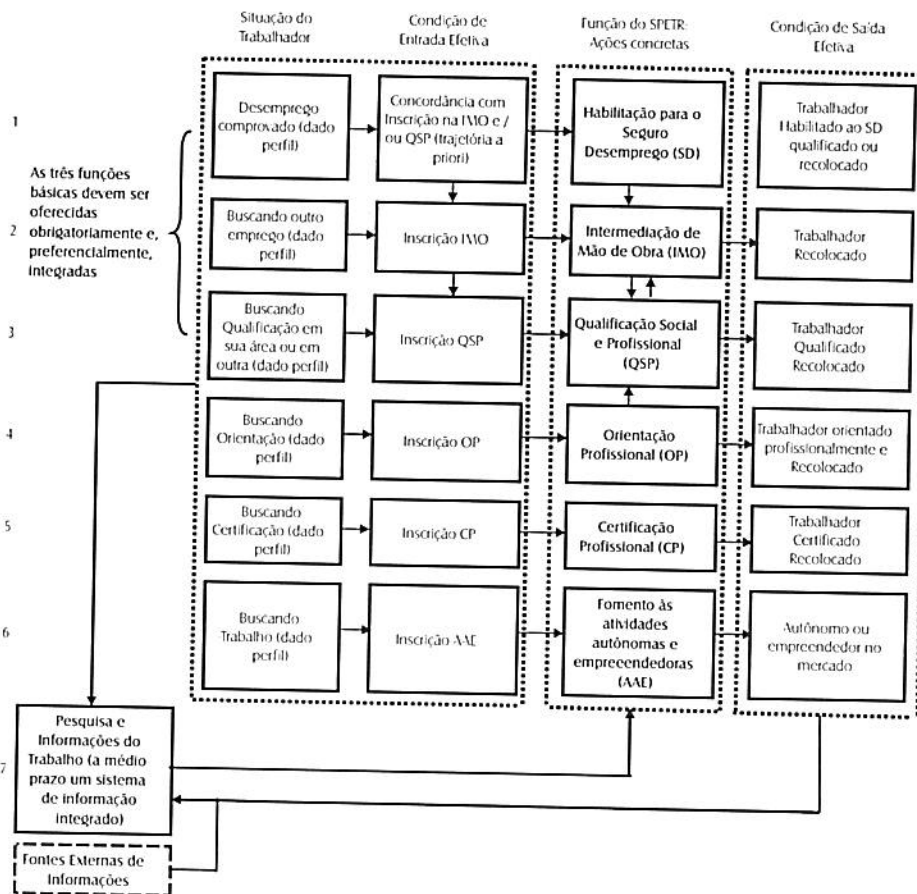 Situação do
Trabalhador
Condição de
Entrada Efetiva
Função do SPETR:
Ações concretas
Condição de Saída
Efetiva
1
Desemprego
comprovado (dado
perfil)
Concordância com
Inscrição na IMO e /
ou QSP (trajetória a
priori)
Habilitação para o
Seguro
Desemprego (SD)
Trabalhador
Habilitado ao SD
qualificado ou
recolocado
As três funções
básicas devem ser
oferecidas
obrigatoriamente e,
preferencialmente,
integradas
2
Buscando outro
emprego (dado
perfil)
Inscrição IMO
Intermediação de
Mão de Obra (IMO)
Trabalhador
Recolocado
3
Buscando
Qualificação em
sua área ou em
outra (dado perfil)
Inscrição QSP
Qualificação Social
e Profissional
(QSP)
Trabalhador
Qualificado
Recolocado
4
Buscando
Orientação (dado
perfil)
Inscrição OP
Orientação
Profissional (OP)
Trabalhador orientado
profissionalmente e
Recolocado
5
Buscando
Certificação (dado
perfil)
Inscrição CP
Certificação
Profissional (CP)
Trabalhador
Certificado
Recolocado
6
Buscando
Trabalho (dado
perfil)
Inscrição AAE
Fomento às
atividades
autônomas e
empreendedoras
(AAE)
Autônomo ou
empreendedor no
mercado
7
Pesquisa e
Informações do
Trabalho (a médio
prazo um sistema
de informação
integrado)
Fontes Externas de
Informações